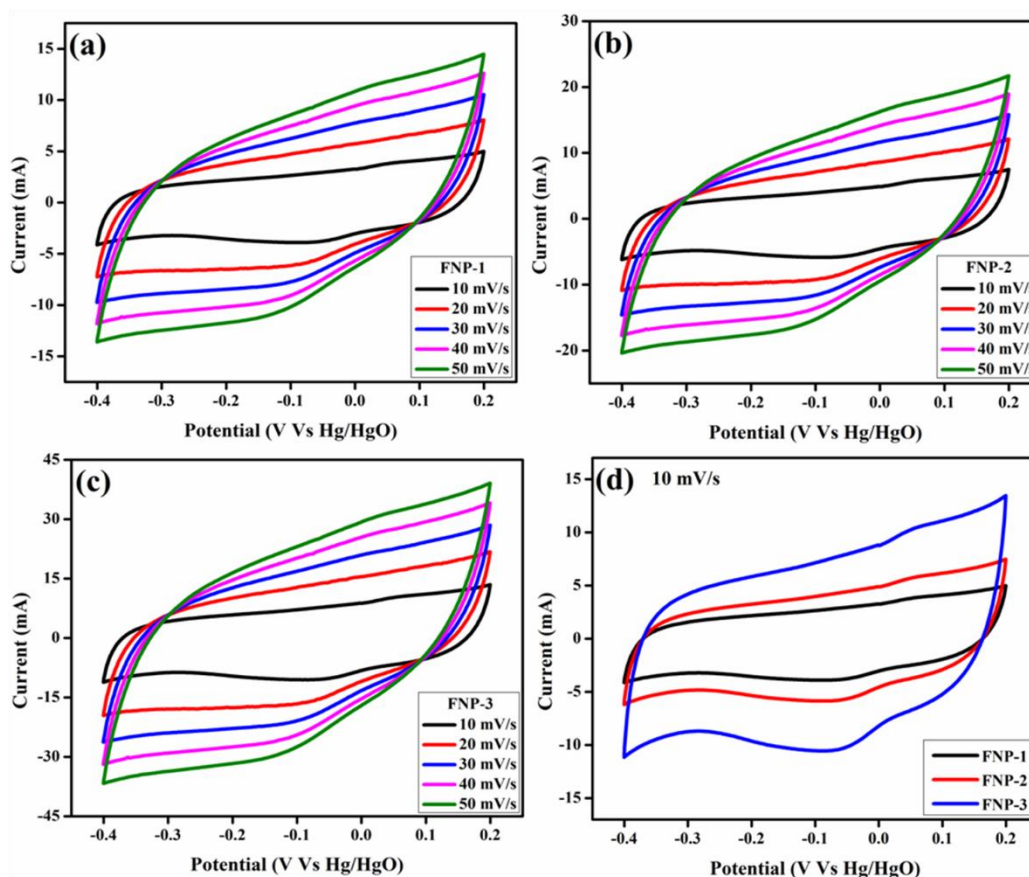 (a)
15
10
5
0
-5
-10
-15
Current (mA)
-0.4 -0.3 -0.2 -0.1 0.0 0.1 0.2
Potential (V Vs Hg/HgO)
FNP-1
10 mV/s
20 mV/s
30 mV/s
40 mV/s
50 mV/s
(b)
30
20
10
0
-10
-20
Current (mA)
-0.4 -0.3 -0.2 -0.1 0.0 0.1 0.2
Potential (V Vs Hg/HgO)
FNP-2
10 mV/s
20 mV/s
30 mV/s
40 mV/s
50 mV/s
(c)
45
30
15
0
-15
-30
-45
Current (mA)
-0.4 -0.3 -0.2 -0.1 0.0 0.1 0.2
Potential (V Vs Hg/HgO)
FNP-3
10 mV/s
20 mV/s
30 mV/s
40 mV/s
50 mV/s
(d)
10 mV/s
15
10
5
0
-5
-10
-15
Current (mA)
-0.4 -0.3 -0.2 -0.1 0.0 0.1 0.2
Potential (V Vs Hg/HgO)
FNP-1
FNP-2
FNP-3